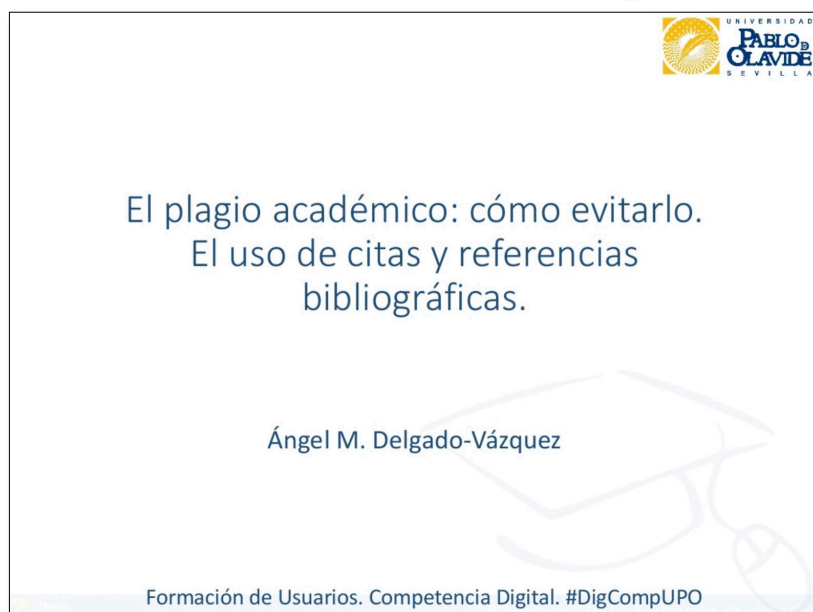 UNIVERSIDAD
PABLO DE
OLAVIDE
SEVILLA
El plagio académico: cómo evitarlo.
El uso de citas y referencias
bibliográficas.
Ángel M. Delgado-Vázquez
Formación de Usuarios. Competencia Digital. #DigCompUPO